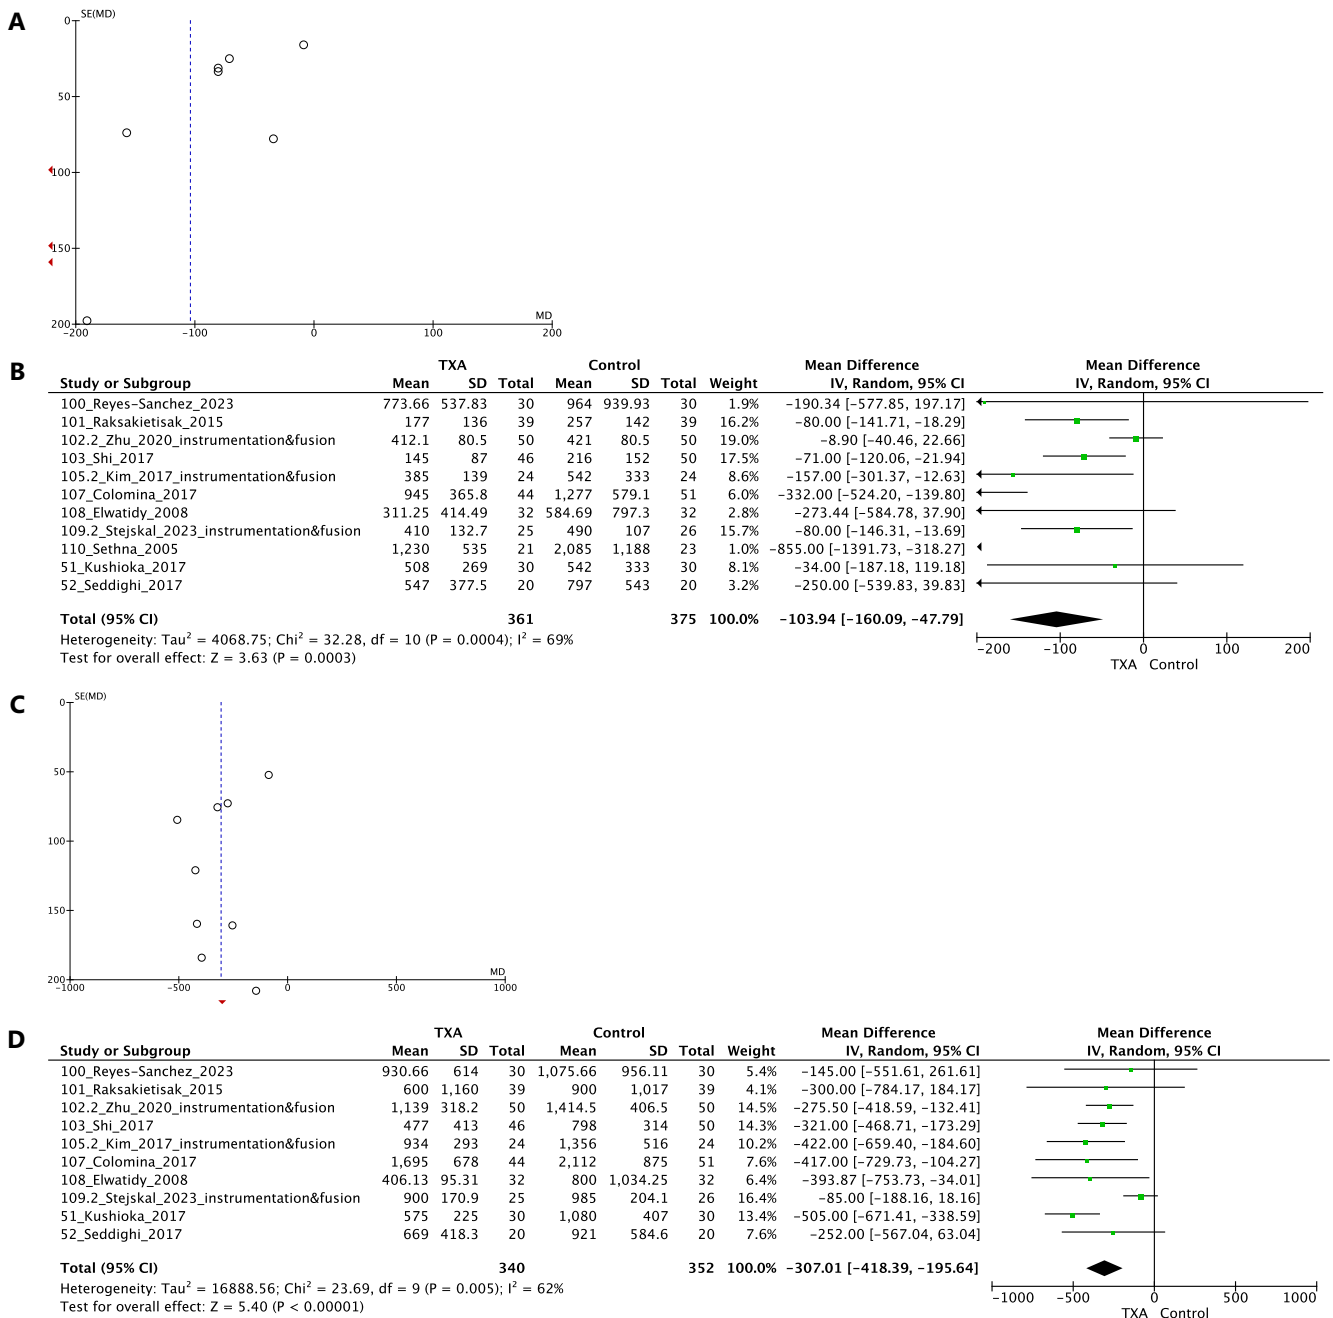 A
SE(MD)
0
50
100
150
200
MD
-200 -100 0 100 200
B
TXA Control Mean Difference Mean Difference
Study or Subgroup Mean SD Total Mean SD Total Weight IV, Random, 95% CI IV, Random, 95% CI
100_Reyes-Sanchez_2023 773.66 537.83 30 964 939.93 30 1.9% -190.34 [-577.85, 197.17]
101_Raksakietisak_2015 177 136 39 257 142 39 16.2% -80.00 [-141.71, -18.29]
102.2_Zhu_2020_instrumentation&fusion 412.1 80.5 50 421 80.5 50 19.0% -8.90 [-40.46, 22.66]
103_Shi_2017 145 87 46 216 152 50 17.5% -71.00 [-120.06, -21.94]
105.2_Kim_2017_instrumentation&fusion 385 139 24 542 333 24 8.6% -157.00 [-301.37, -12.63]
107_Colomina_2017 945 365.8 44 1,277 579.1 51 6.0% -332.00 [-524.20, -139.80]
108_Elwatidy_2008 311.25 414.49 32 584.69 797.3 32 2.8% -273.44 [-584.78, 37.90]
109.2_Stejskal_2023_instrumentation&fusion 410 132.7 25 490 107 26 15.7% -80.00 [-146.31, -13.69]
110_Sethna_2005 1,230 535 21 2,085 1,188 23 1.0% -855.00 [-1391.73, -318.27]
51_Kushioka_2017 508 269 30 542 333 30 8.1% -34.00 [-187.18, 119.18]
52_Seddighi_2017 547 377.5 20 797 543 20 3.2% -250.00 [-539.83, 39.83]
Total (95% CI) 361 375 100.0% -103.94 [-160.09, -47.79]
Heterogeneity: Tau² = 4068.75; Chi² = 32.28, df = 10 (P = 0.0004); I² = 69%
Test for overall effect: Z = 3.63 (P = 0.0003)
-200 -100 0 100 200
TXA Control
C
SE(MD)
0
50
100
150
200
MD
-1000 -500 0 500 1000
D
TXA Control Mean Difference Mean Difference
Study or Subgroup Mean SD Total Mean SD Total Weight IV, Random, 95% CI IV, Random, 95% CI
100_Reyes-Sanchez_2023 930.66 614 30 1,075.66 956.11 30 5.4% -145.00 [-551.61, 261.61]
101_Raksakietisak_2015 600 1,160 39 900 1,017 39 4.1% -300.00 [-784.17, 184.17]
102.2_Zhu_2020_instrumentation&fusion 1,139 318.2 50 1,414.5 406.5 50 14.5% -275.50 [-418.59, -132.41]
103_Shi_2017 477 413 46 798 314 50 14.3% -321.00 [-468.71, -173.29]
105.2_Kim_2017_instrumentation&fusion 934 293 24 1,356 516 24 10.2% -422.00 [-659.40, -184.60]
107_Colomina_2017 1,695 678 44 2,112 875 51 7.6% -417.00 [-729.73, -104.27]
108_Elwatidy_2008 406.13 95.31 32 800 1,034.25 32 6.4% -393.87 [-753.73, -34.01]
109.2_Stejskal_2023_instrumentation&fusion 900 170.9 25 985 204.1 26 16.4% -85.00 [-188.16, 18.16]
51_Kushioka_2017 575 225 30 1,080 407 30 13.4% -505.00 [-671.41, -338.59]
52_Seddighi_2017 669 418.3 20 921 584.6 20 7.6% -252.00 [-567.04, 63.04]
Total (95% CI) 340 352 100.0% -307.01 [-418.39, -195.64]
Heterogeneity: Tau² = 16888.56; Chi² = 23.69, df = 9 (P = 0.005); I² = 62%
Test for overall effect: Z = 5.40 (P < 0.00001)
-1000 -500 0 500 1000
TXA Control